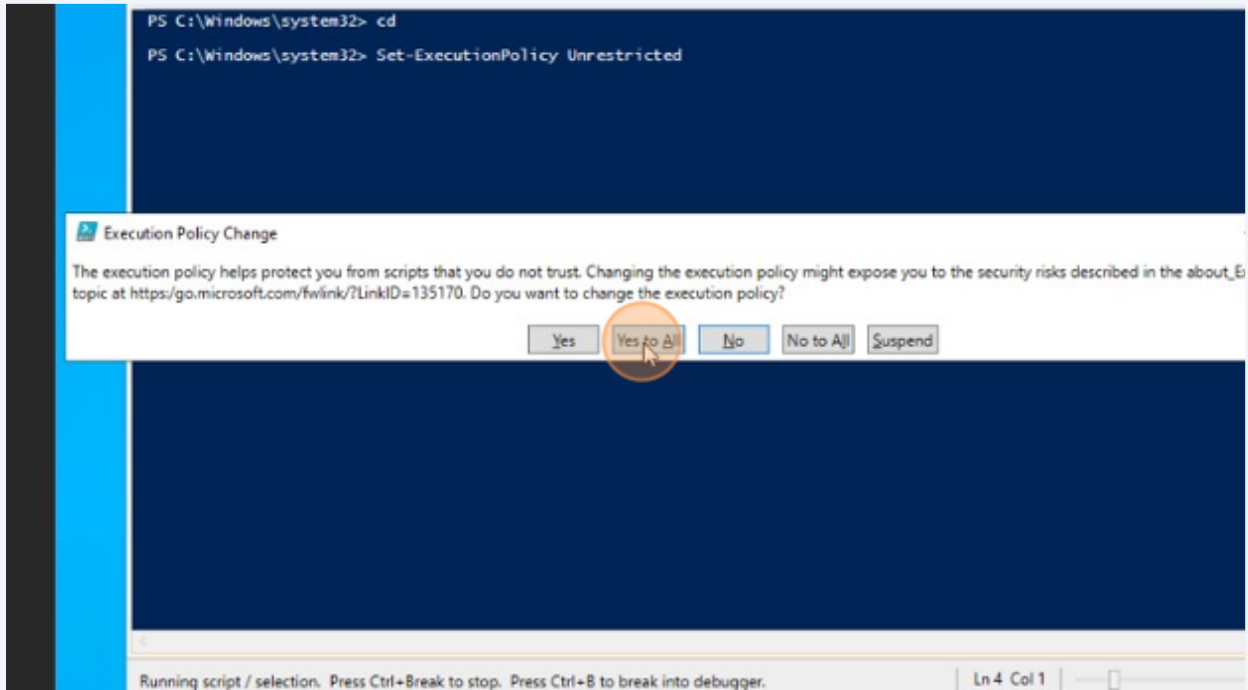 PS C:\Windows\system32> cd
PS C:\Windows\system32> Set-ExecutionPolicy Unrestricted
Execution Policy Change
The execution policy helps protect you from scripts that you do not trust. Changing the execution policy might expose you to the security risks described in the about_E
topic at https:/go.microsoft.com/fwlink/?LinkID=135170. Do you want to change the execution policy?
Yes Yes to All No No to All Suspend
Running script / selection. Press Ctrl+Break to stop. Press Ctrl+B to break into debugger. Ln 4 Col 1